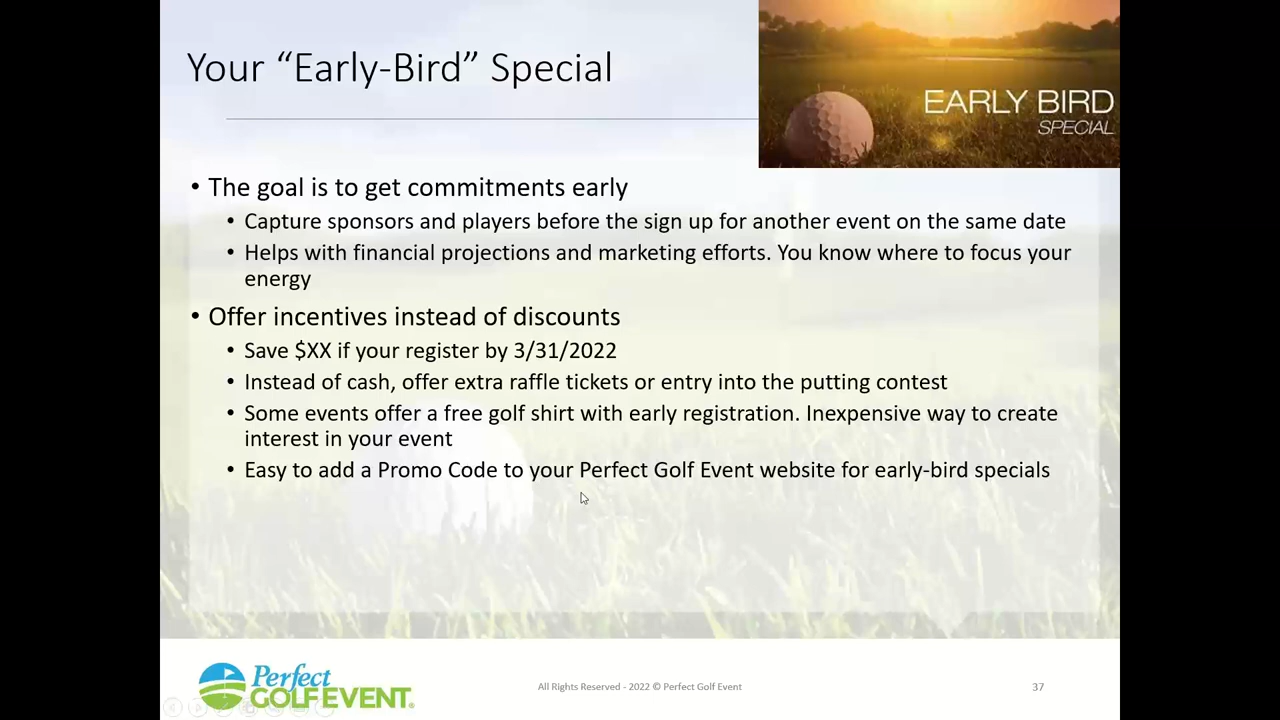 Your “Early-Bird” Special
EARLY BIRD
SPECIAL
• The goal is to get commitments early
• Capture sponsors and players before the sign up for another event on the same date
• Helps with financial projections and marketing efforts. You know where to focus your
energy
• Offer incentives instead of discounts
• Save $XX if your register by 3/31/2022
• Instead of cash, offer extra raffle tickets or entry into the putting contest
• Some events offer a free golf shirt with early registration. Inexpensive way to create
interest in your event
• Easy to add a Promo Code to your Perfect Golf Event website for early-bird specials
Perfect
GOLFEVENT®
All Rights Reserved - 2022 © Perfect Golf Event
37